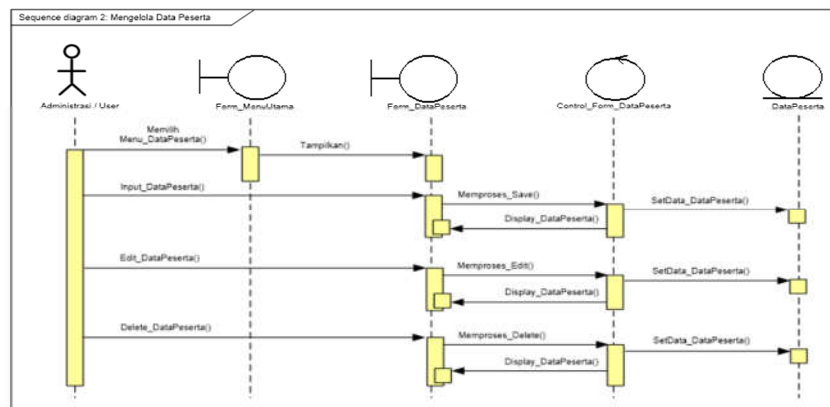 Sequence diagram 2: Mengelola Data Peserta
Administrasi / User
Form_MenuUtama
Form_DataPeserta
Control_Form_DataPeserta
DataPeserta
Memilih
Menu_DataPeserta()
Tampilkan()
Input_DataPeserta()
Memproses_Save()
SetData_DataPeserta()
Display_DataPeserta()
Edit_DataPeserta()
Memproses_Edit()
SetData_DataPeserta()
Display_DataPeserta()
Delete_DataPeserta()
Memproses_Delete()
SetData_DataPeserta()
Display_DataPeserta()